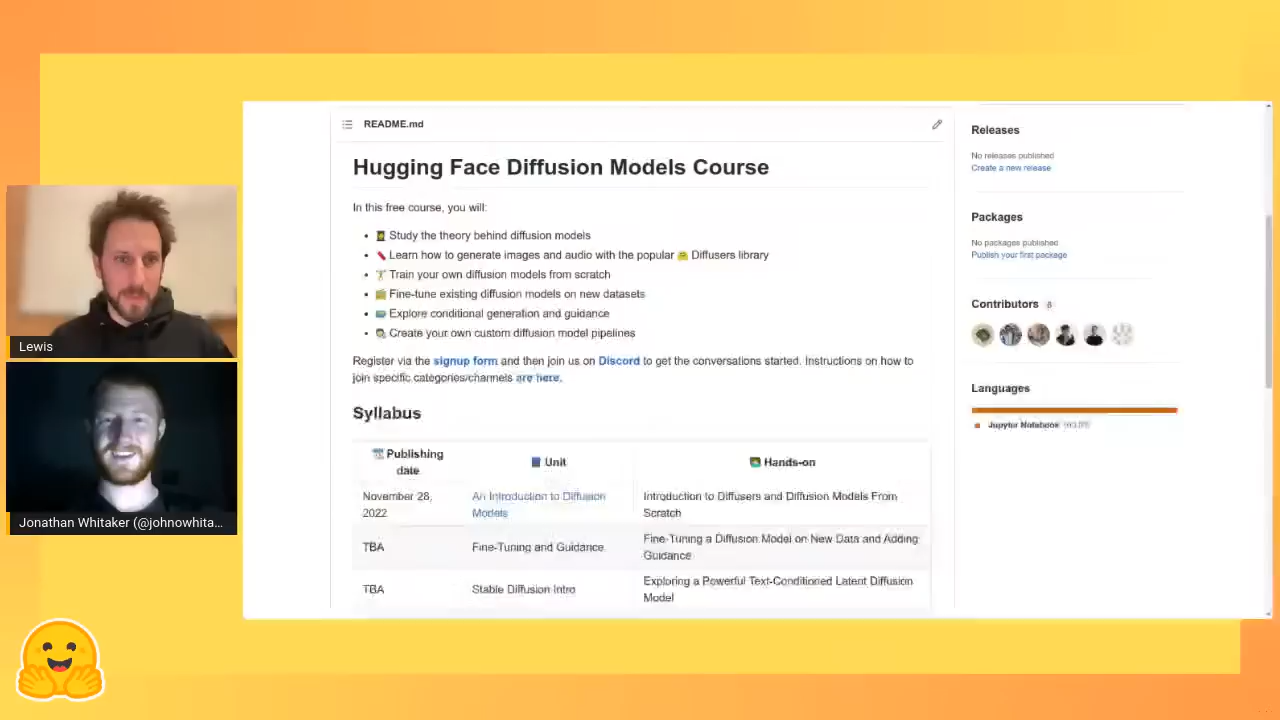 README.md
Hugging Face Diffusion Models Course
In this free course, you will:
Study the theory behind diffusion models
Learn how to generate images and audio with the popular 🤗 Diffusers library
Train your own diffusion models from scratch
Fine-tune existing diffusion models on new datasets
Explore conditional generation and guidance
Create your own custom diffusion model pipelines
Register via the signup form and then join us on Discord to get the conversations started. Instructions on how to
join specific categories/channels are here.
Syllabus
Publishing
date
Unit
Hands-on
November 28,
2022
An Introduction to Diffusion
Models
Introduction to Diffusers and Diffusion Models From
Scratch
TBA
Fine-Tuning and Guidance
Fine-Tuning a Diffusion Model on New Data and Adding
Guidance
TBA
Stable Diffusion Intro
Exploring a Powerful Text-Conditioned Latent Diffusion
Model
Releases
No releases published
Create a new release
Packages
No packages published
Publish your first package
Contributors
Languages
Jupyter Notebook
Lewis
Jonathan Whitaker (@johnowhita...